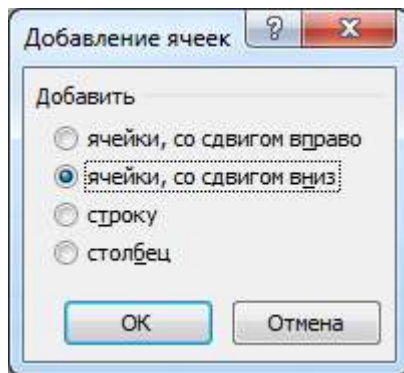 Добавление ячеек
Добавить
ячейки, со сдвигом вправо
ячейки, со сдвигом вниз
строку
столбец
ОК
Отмена